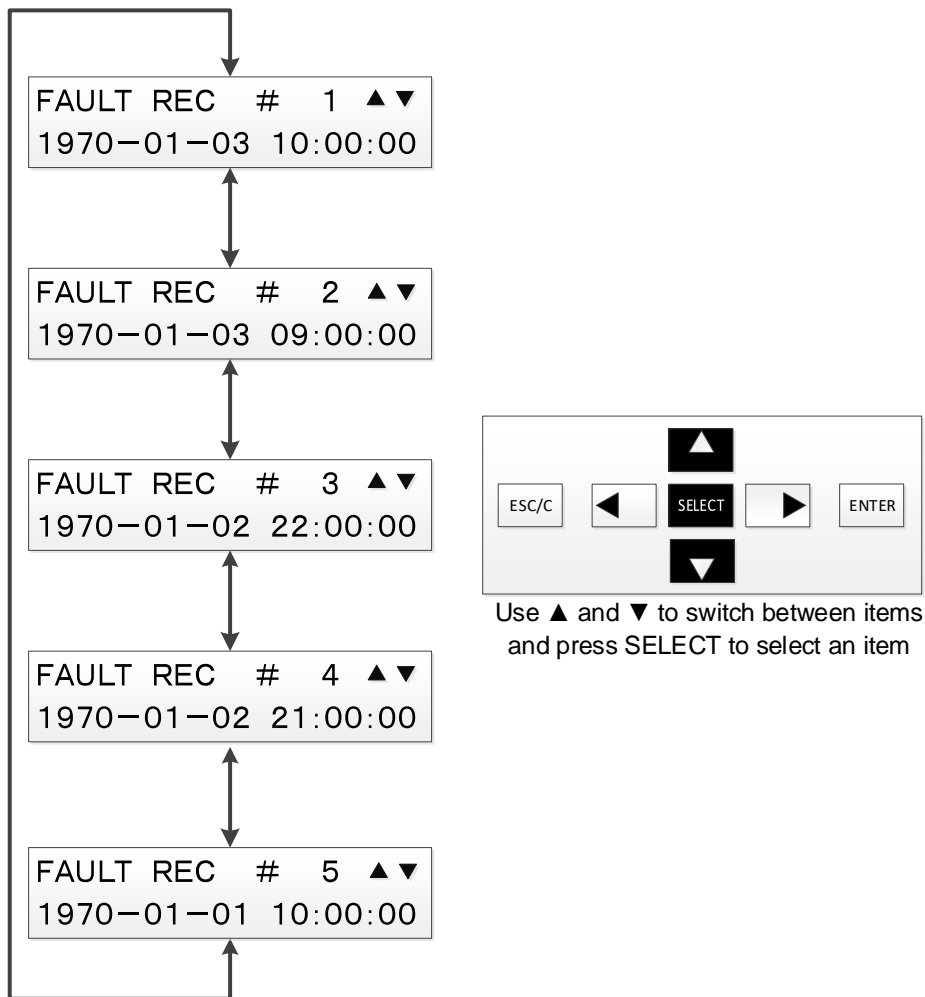 FAULT REC # 1 ▲ ▼
1970-01-03 10:00:00
FAULT REC # 2 ▲ ▼
1970-01-03 09:00:00
FAULT REC # 3 ▲ ▼
1970-01-02 22:00:00
FAULT REC # 4 ▲ ▼
1970-01-02 21:00:00
FAULT REC # 5 ▲ ▼
1970-01-01 10:00:00
ESC/C
SELECT
ENTER
Use ▲ and ▼ to switch between items
and press SELECT to select an item